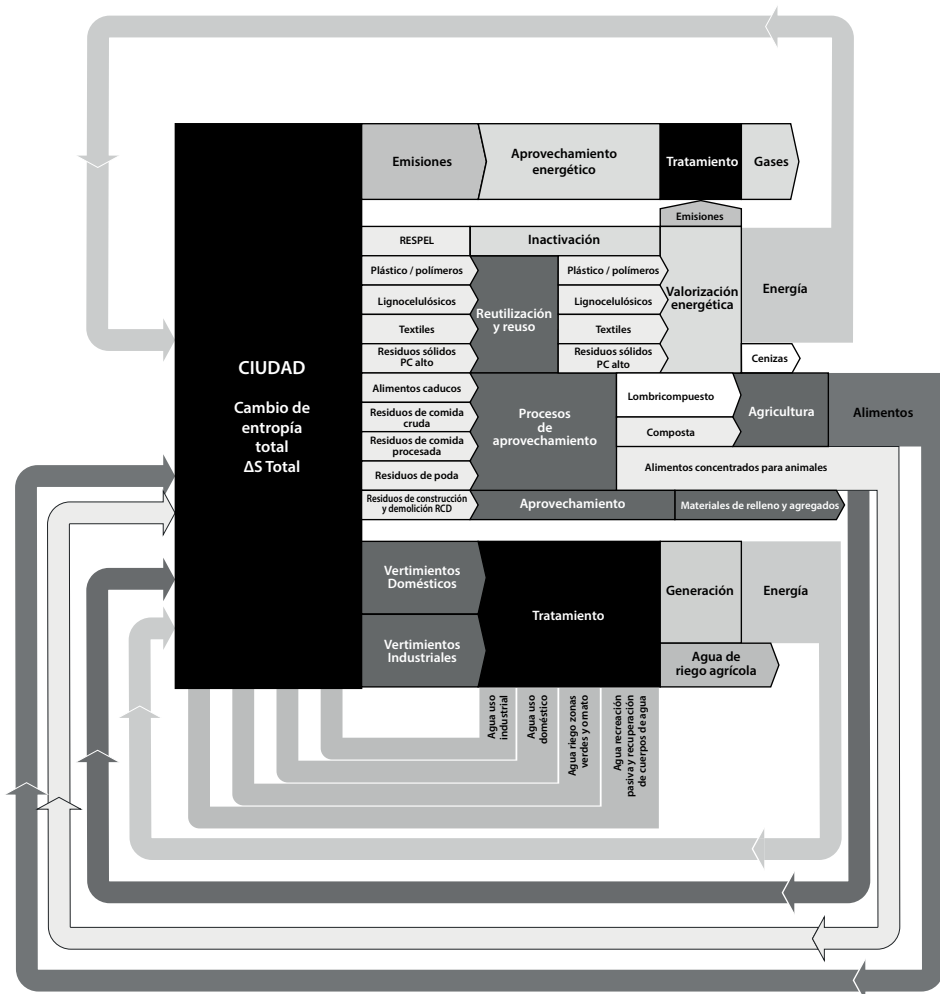 Emisiones
Aprovechamiento
energético
Tratamiento
Gases
Emisiones
RESPEL
Inactivación
Plástico / polímeros
Lignocelulósicos
Textiles
Residuos sólidos
PC alto
Reutilización
y reuso
Plástico / polímeros
Lignocelulósicos
Textiles
Residuos sólidos
PC alto
Valorización
energética
Energía
Cenizas
CIUDAD
Cambio de
entropía
total
ΔS Total
Alimentos caducos
Residuos de comida
cruda
Residuos de comida
procesada
Residuos de poda
Procesos
de
aprovechamiento
Lombricompuesto
Composta
Agricultura
Alimentos
Alimentos concentrados para animales
Residuos de construcción
y demolición RCD
Aprovechamiento
Materiales de relleno y agregados
Vertimientos
Domésticos
Vertimientos
Industriales
Tratamiento
Generación
Energía
Agua de
riego agrícola
Agua uso
industrial
Agua uso
doméstico
Agua riego zonas
verdes y ornato
Agua recreación
pasiva y recuperación
de cuerpos de agua